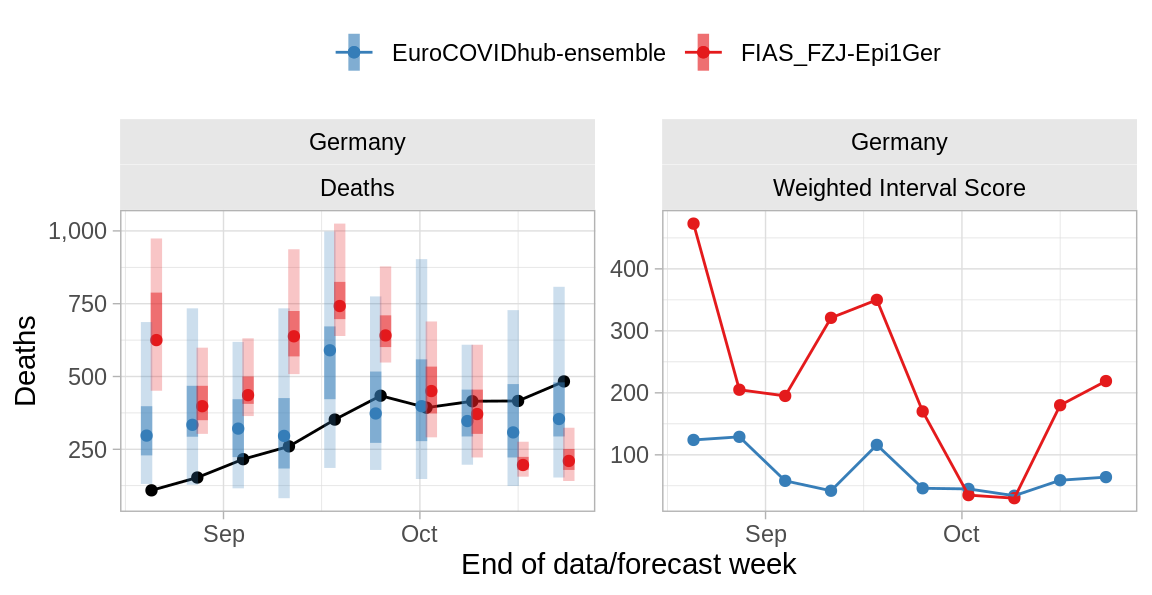 EuroCOVIDhub-ensemble FIAS_FZJ-Epi1Ger
Germany Germany
Deaths Weighted Interval Score
Deaths
1,000
750
500
250
400
300
200
100
Sep Oct Sep Oct
End of data/forecast week